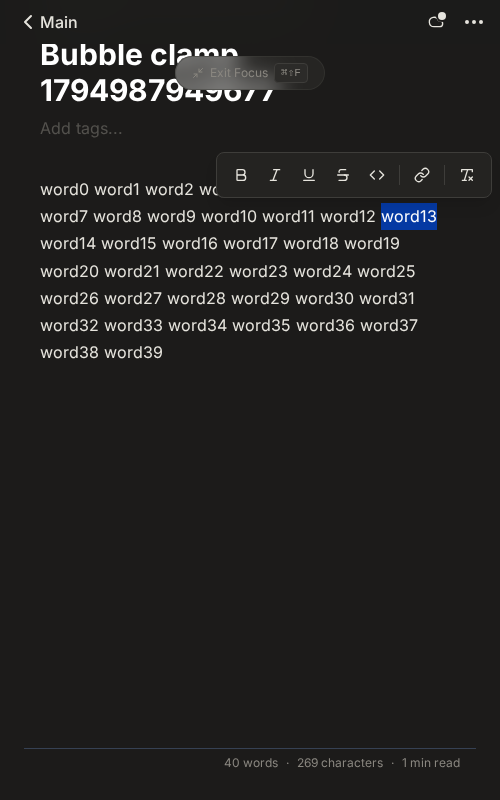 Main
Bubble clamp
Exit Focus ⌘⇧F
1794987949677
Add tags...
B I U S <> Tx
word0 word1 word2
word7 word8 word9 word10 word11 word12 word13
word14 word15 word16 word17 word18 word19
word20 word21 word22 word23 word24 word25
word26 word27 word28 word29 word30 word31
word32 word33 word34 word35 word36 word37
word38 word39
40 words · 269 characters · 1 min read